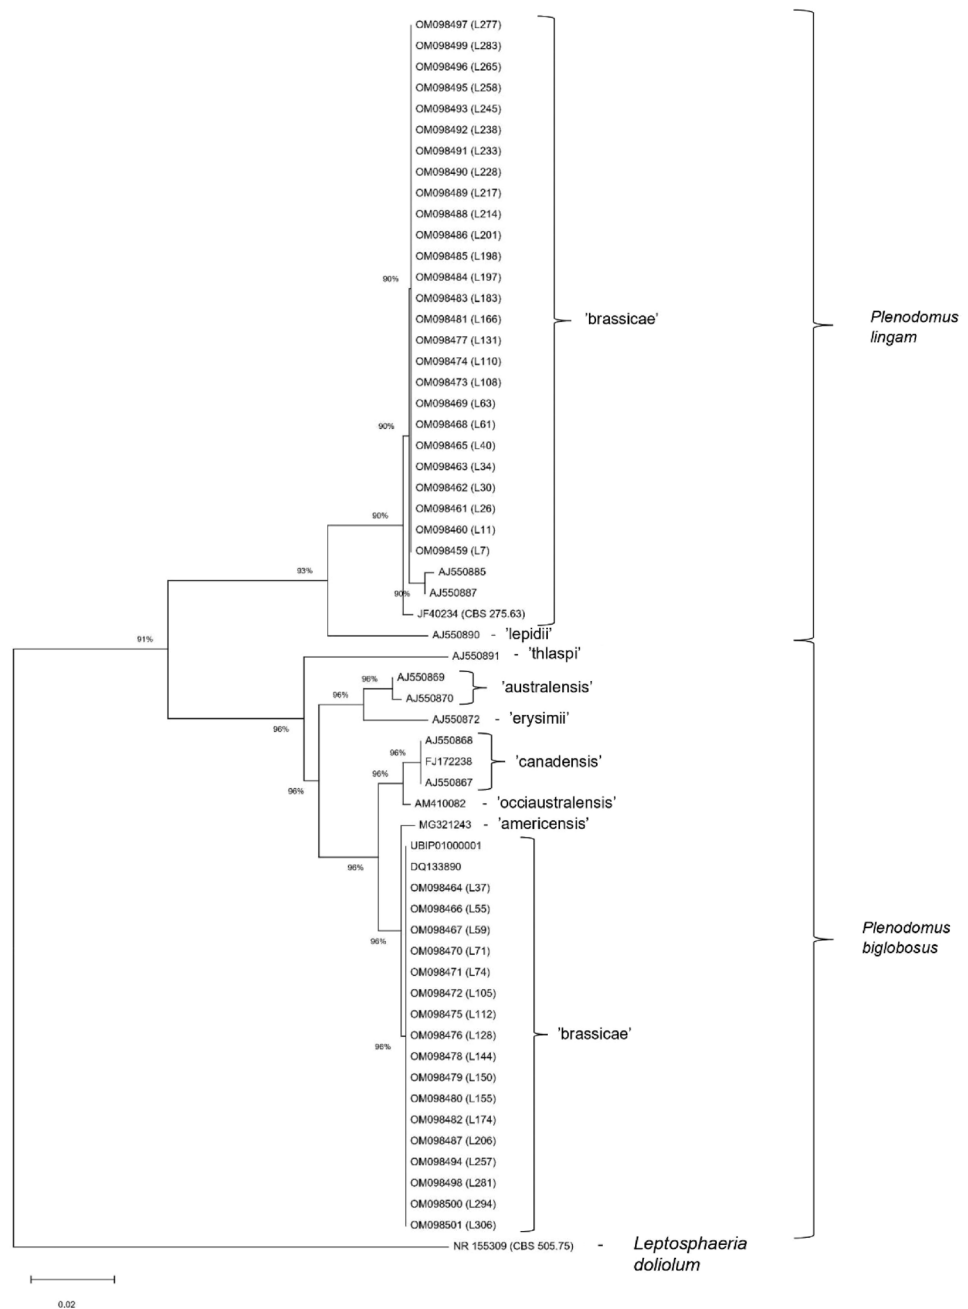 OM098497 (L277)
OM098499 (L283)
OM098496 (L265)
OM098495 (L258)
OM098493 (L245)
OM098492 (L238)
OM098491 (L233)
OM098490 (L228)
OM098489 (L217)
OM098488 (L214)
OM098486 (L201)
OM098485 (L198)
90%
OM098484 (L197)
OM098483 (L183)
OM098481 (L166)
'brassicae'
Plenodomus
lingam
OM098477 (L131)
OM098474 (L110)
OM098473 (L108)
OM098469 (L63)
90%
OM098468 (L61)
OM098465 (L40)
OM098463 (L34)
OM098462 (L30)
OM098461 (L26)
90%
OM098460 (L11)
OM098459 (L7)
93%
AJ550885
90%
AJ550887
JF40234 (CBS 275.63)
91%
AJ550890 - 'lepidii'
AJ550891 - 'thlaspi'
96%
AJ550869
'australensis'
96%
AJ550870
96%
AJ550872 - 'erysimii'
AJ550868
96%
FJ172238
'canadensis'
96%
AJ550867
96%
AM410082 - 'occiaustralensis'
MG321243 - 'americensis'
UBIP01000001
96%
DQ133890
OM098464 (L37)
OM098466 (L55)
OM098467 (L59)
Plenodomus
biglobosus
96%
OM098470 (L71)
OM098471 (L74)
OM098472 (L105)
OM098475 (L112)
OM098476 (L128)
'brassicae'
96%
OM098478 (L144)
OM098479 (L150)
OM098480 (L155)
OM098482 (L174)
OM098487 (L206)
OM098494 (L257)
OM098498 (L281)
OM098500 (L294)
OM098501 (L306)
NR 155309 (CBS 505.75) - Leptosphaeria
doliolum
0.02